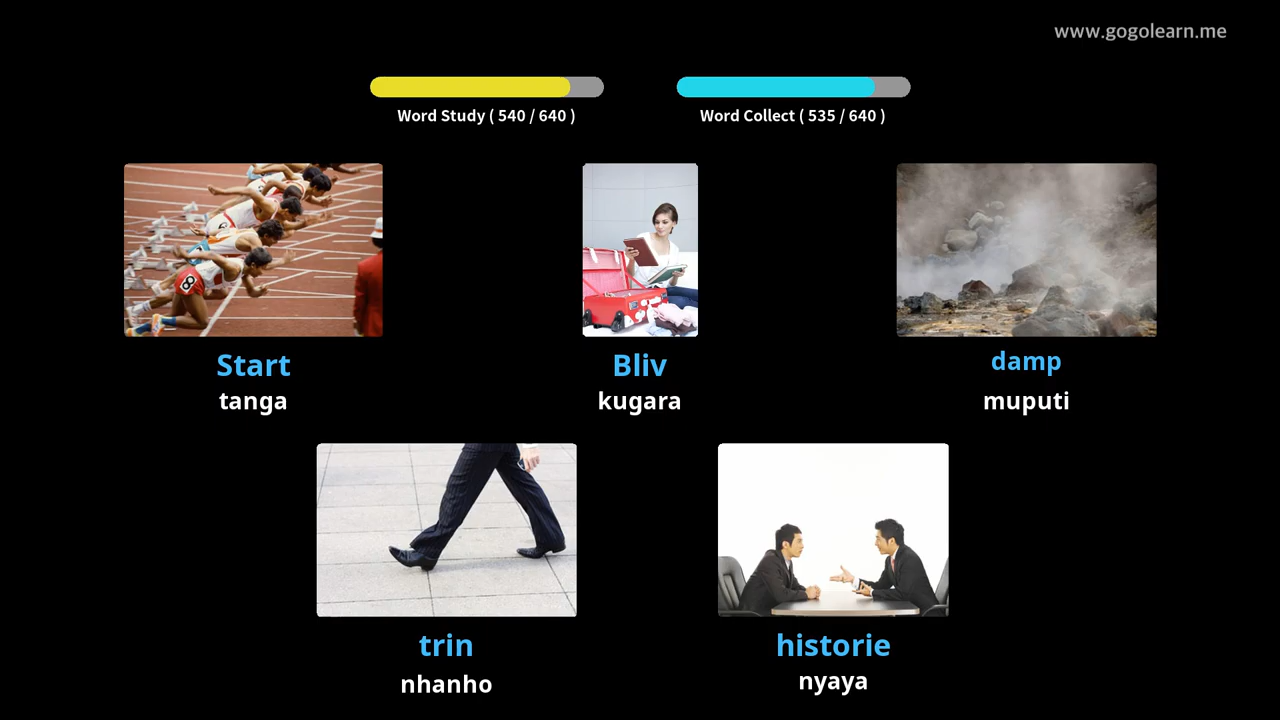 www.gogolearn.me
Word Study ( 540 / 640 )
Word Collect ( 535 / 640 )
Start
tanga
Bliv
kugara
damp
muputi
trin
nhanho
historie
nyaya